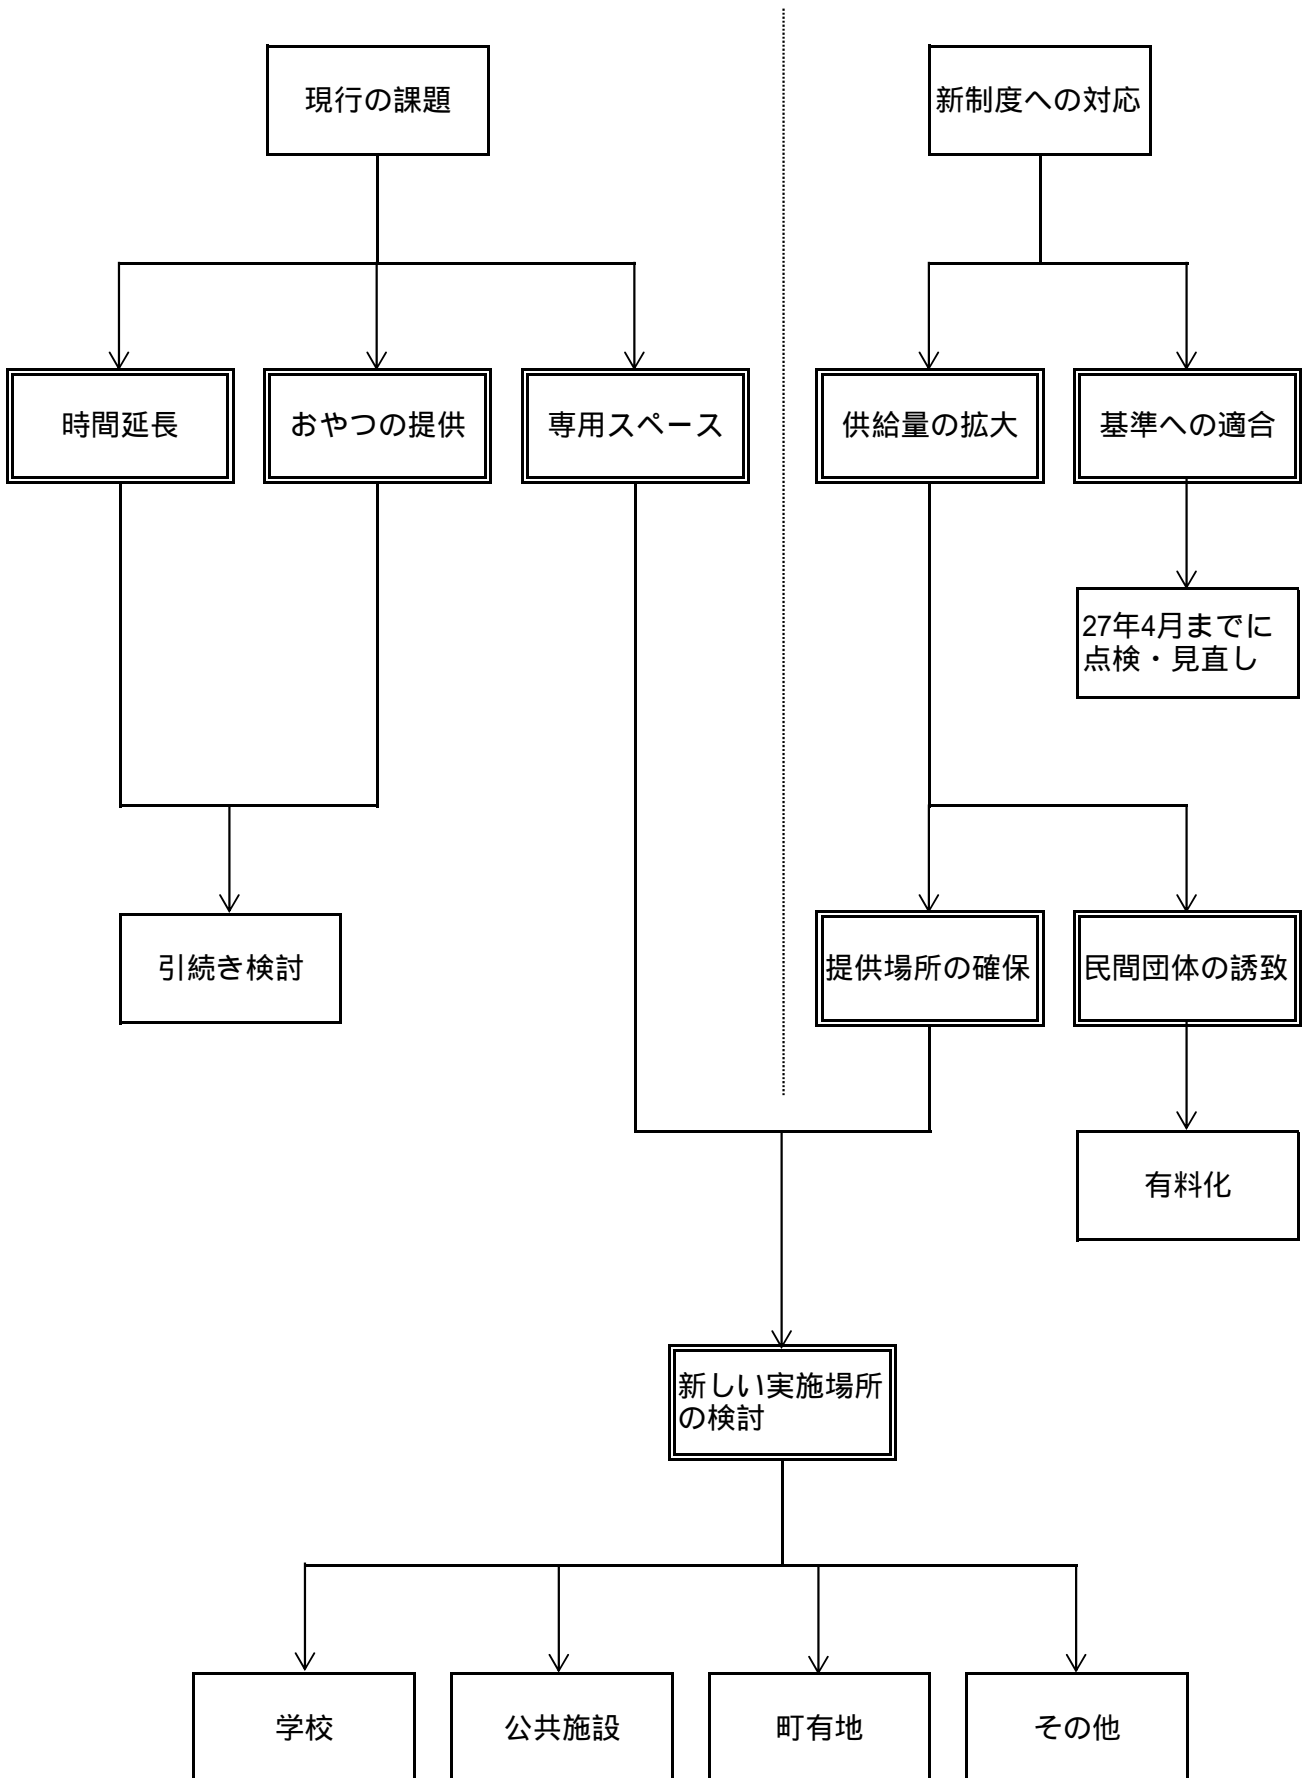 現行の課題
新制度への対応
時間延長
おやつの提供
専用スペース
供給量の拡大
基準への適合
27年4月までに
点検・見直し
引続き検討
提供場所の確保
民間団体の誘致
有料化
新しい実施場所
の検討
学校
公共施設
町有地
その他